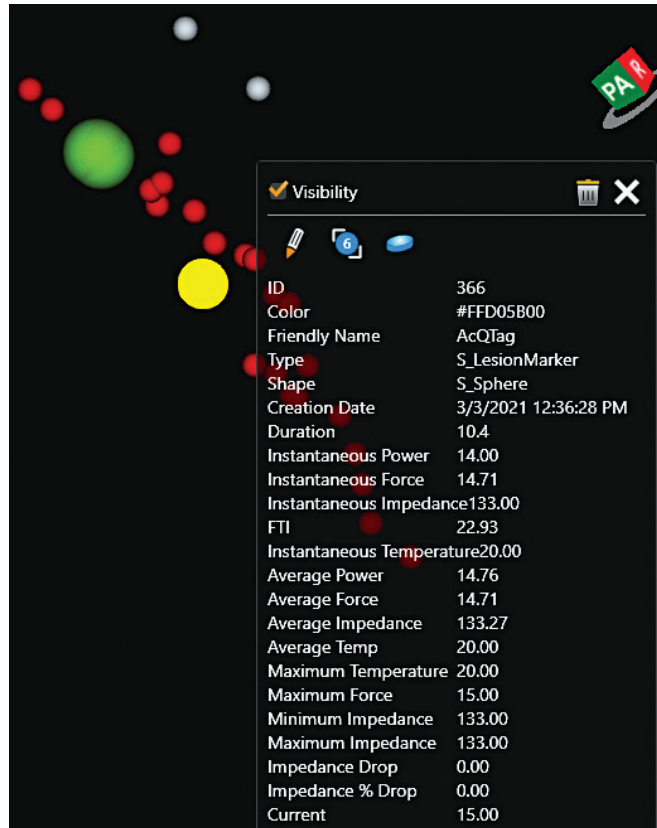 PA R
Visibility
6
ID 366
Color #FFD05B00
Friendly Name AcQTag
Type S_LesionMarker
Shape S_Sphere
Creation Date 3/3/2021 12:36:28 PM
Duration 10.4
Instantaneous Power 14.00
Instantaneous Force 14.71
Instantaneous Impedance133.00
FTI 22.93
Instantaneous Temperature20.00
Average Power 14.76
Average Force 14.71
Average Impedance 133.27
Average Temp 20.00
Maximum Temperature 20.00
Maximum Force 15.00
Minimum Impedance 133.00
Maximum Impedance 133.00
Impedance Drop 0.00
Impedance % Drop 0.00
Current 15.00